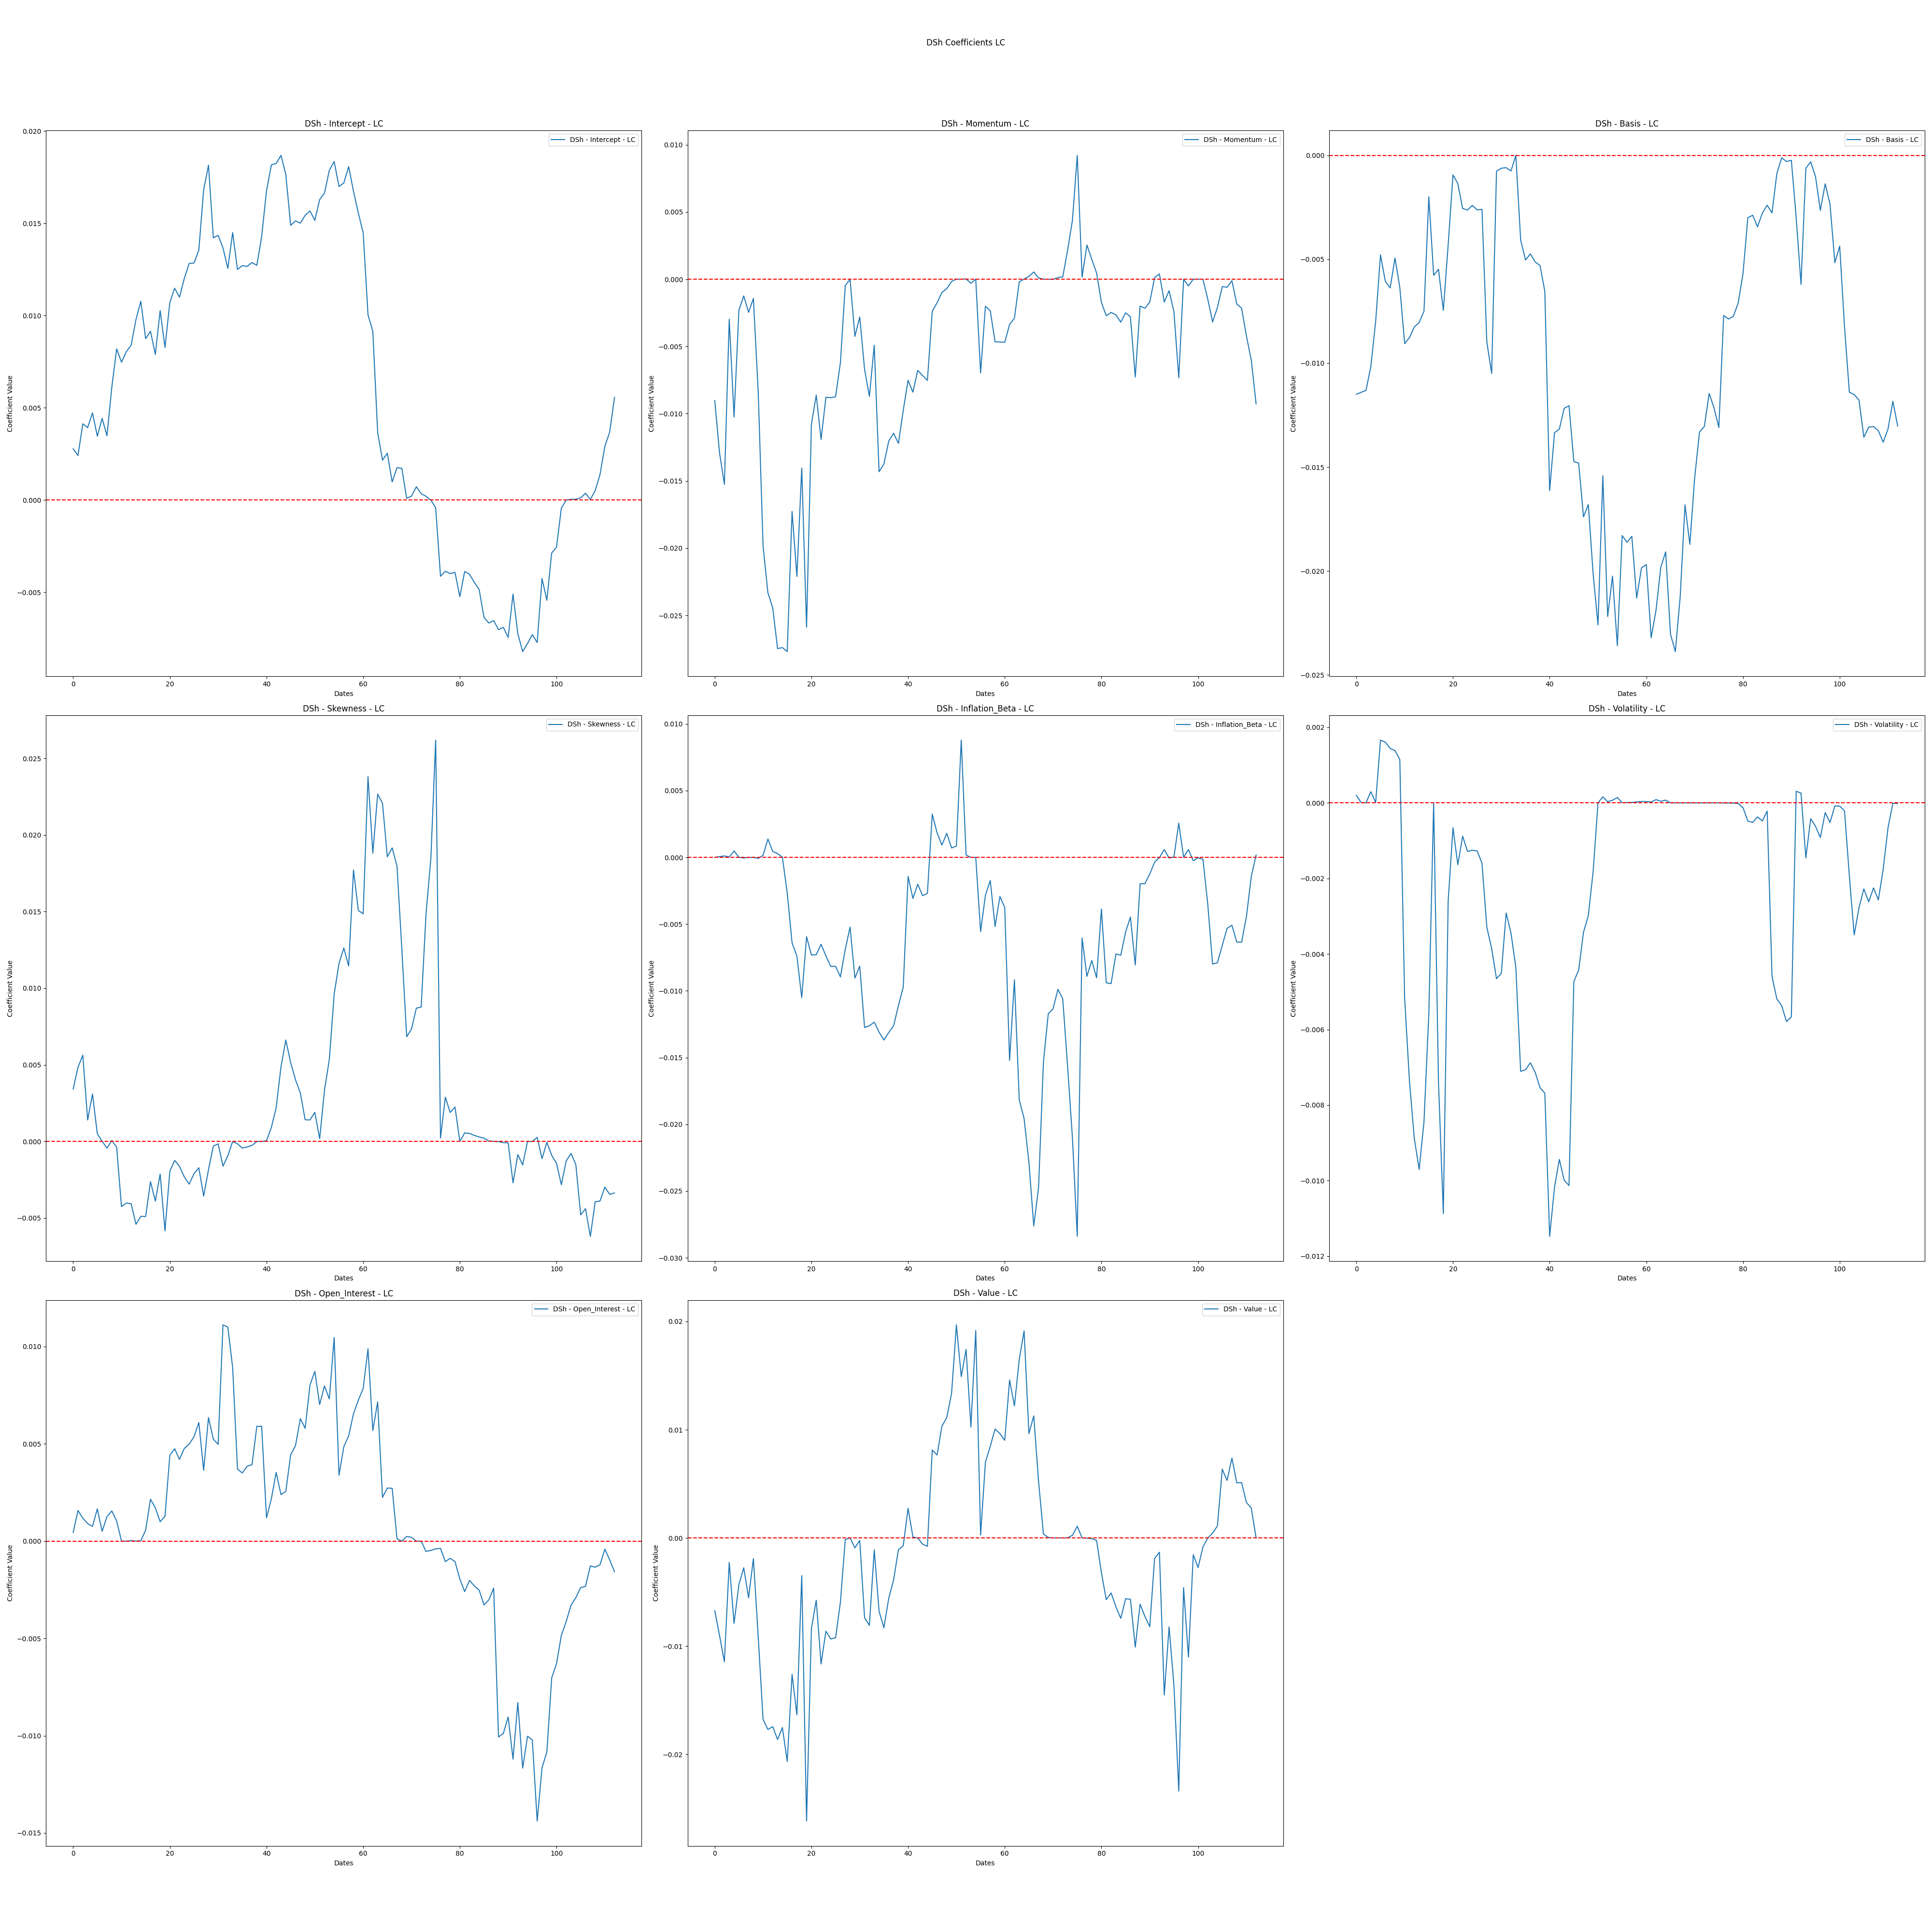 DSh Coefficients LC
DSh - Intercept - LC
DSh - Intercept - LC
0.020
0.015
0.010
0.005
0.000
−0.005
Coefficient Value
0 20 40 60 80 100
Dates
DSh - Momentum - LC
DSh - Momentum - LC
0.010
0.005
0.000
−0.005
−0.010
−0.015
−0.020
−0.025
Coefficient Value
0 20 40 60 80 100
Dates
DSh - Basis - LC
DSh - Basis - LC
0.000
−0.005
−0.010
−0.015
−0.020
−0.025
Coefficient Value
0 20 40 60 80 100
Dates
DSh - Skewness - LC
DSh - Skewness - LC
0.025
0.020
0.015
0.010
0.005
0.000
−0.005
Coefficient Value
0 20 40 60 80 100
Dates
DSh - Inflation_Beta - LC
DSh - Inflation_Beta - LC
0.010
0.005
0.000
−0.005
−0.010
−0.015
−0.020
−0.025
−0.030
Coefficient Value
0 20 40 60 80 100
Dates
DSh - Volatility - LC
DSh - Volatility - LC
0.002
0.000
−0.002
−0.004
−0.006
−0.008
−0.010
−0.012
Coefficient Value
0 20 40 60 80 100
Dates
DSh - Open_Interest - LC
DSh - Open_Interest - LC
0.010
0.005
0.000
−0.005
−0.010
−0.015
Coefficient Value
0 20 40 60 80 100
Dates
DSh - Value - LC
DSh - Value - LC
0.02
0.01
0.00
−0.01
−0.02
Coefficient Value
0 20 40 60 80 100
Dates